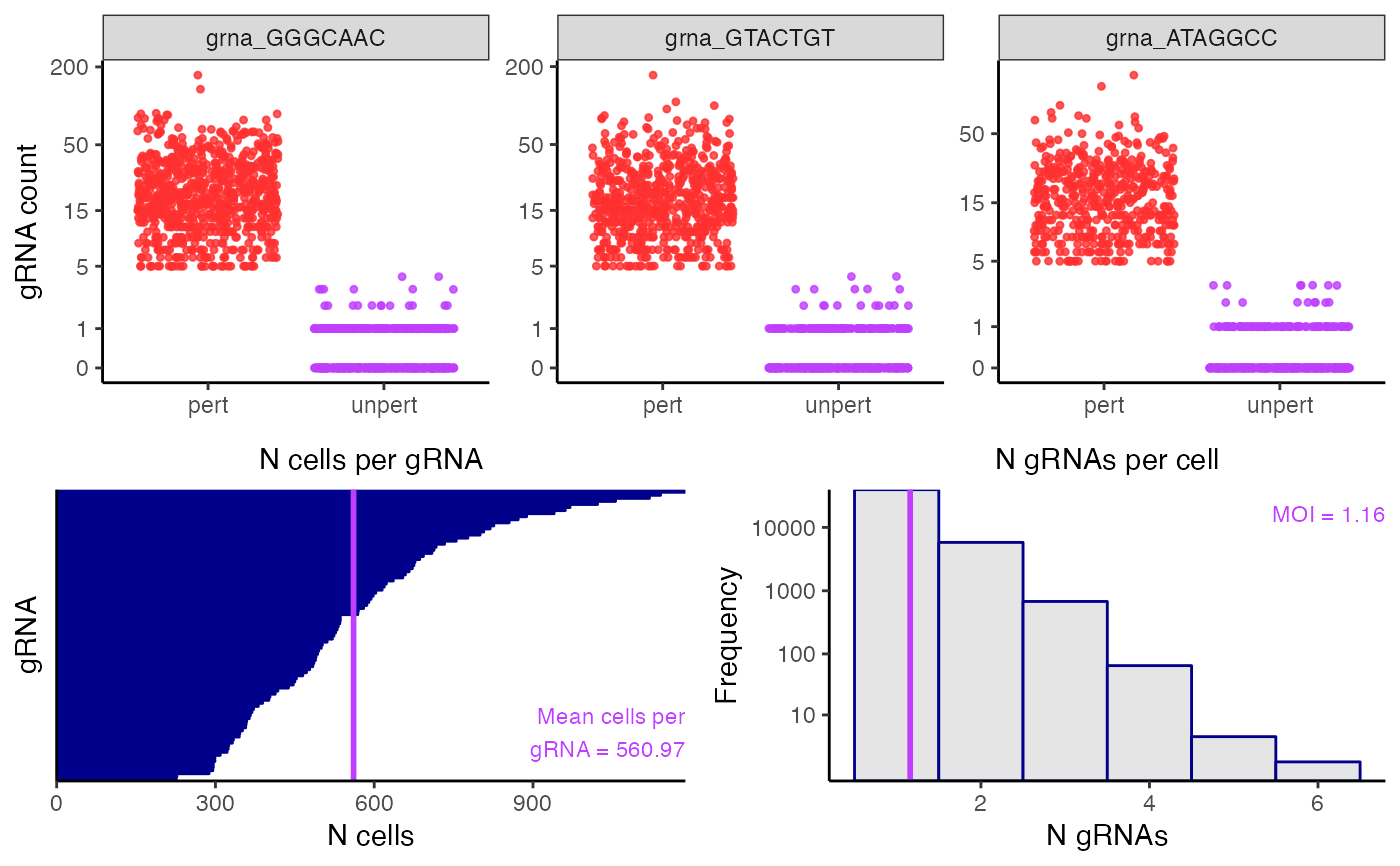 grna_GGGCAAC
grna_GTACTGT
grna_ATAGGCC
gRNA count
200
50
15
5
1
0
200
50
15
5
1
0
50
15
5
1
0
pert
unpert
pert
unpert
pert
unpert
N cells per gRNA
gRNA
Mean cells per
gRNA = 560.97
0
300
600
900
N cells
N gRNAs per cell
MOI = 1.16
Frequency
10000
1000
100
10
2
4
6
N gRNAs